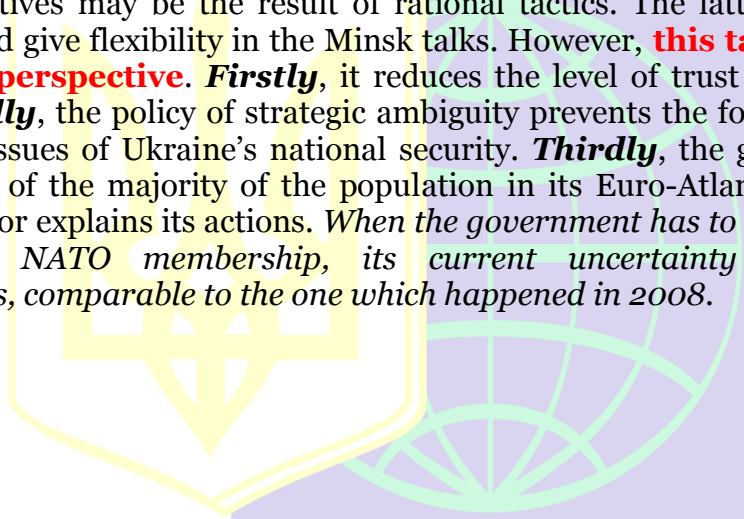 tives may be the result of rational tactics. The latt
d give flexibility in the Minsk talks. However, this ta
perspective. Firstly, it reduces the level of trust
lly, the policy of strategic ambiguity prevents the fo
issues of Ukraine's national security. Thirdly, the g
of the majority of the population in its Euro-Atlan
or explains its actions. When the government has to
NATO membership, its current uncertainty
s, comparable to the one which happened in 2008.